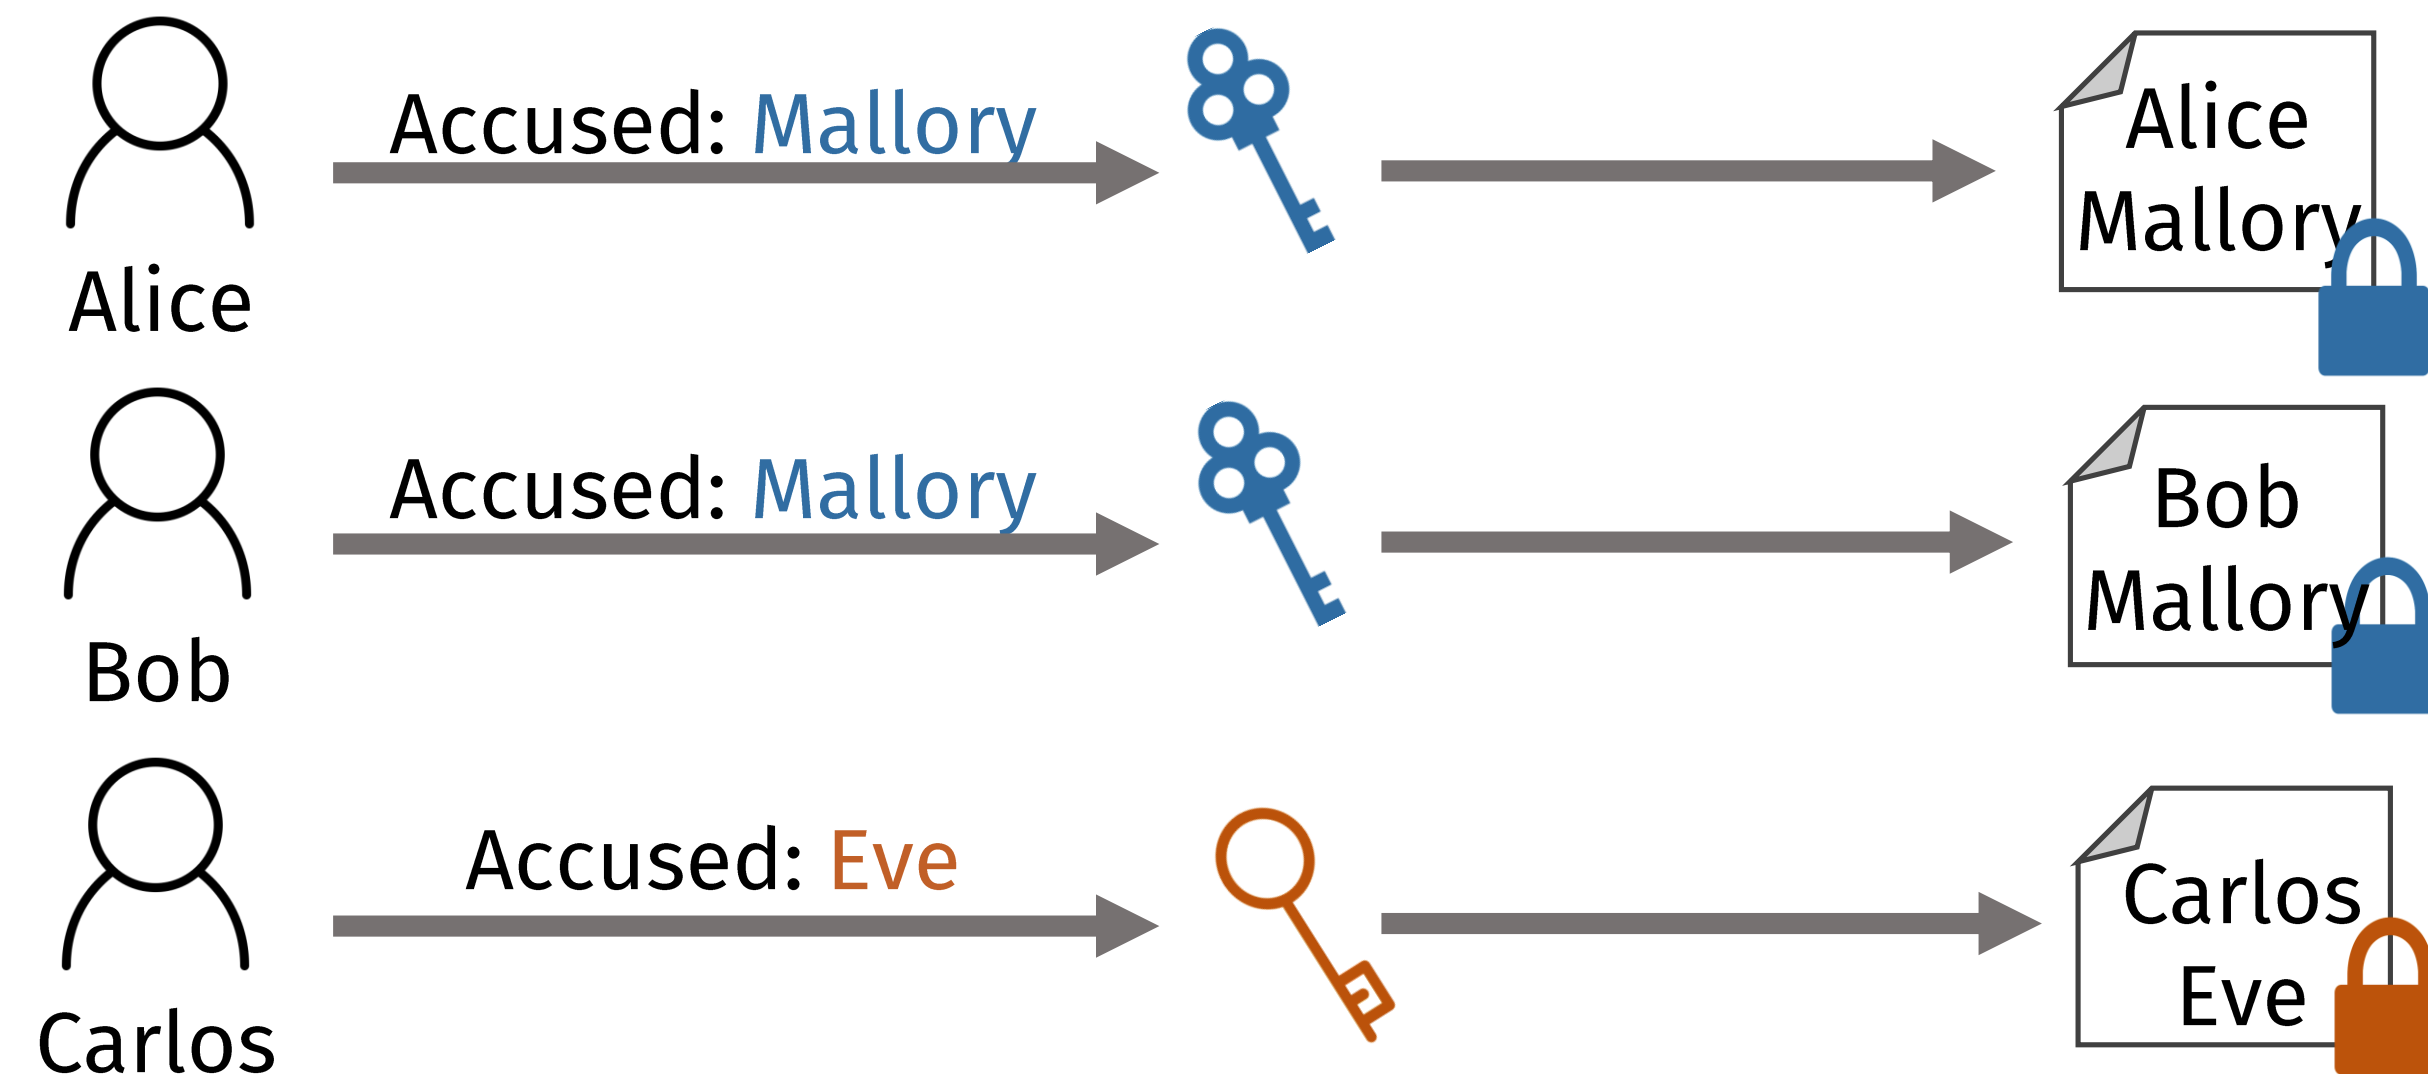 Accused: Mallory
Alice
Mallory
Alice
Accused: Mallory
Bob
Mallory
Bob
Accused: Eve
Carlos
Eve
Carlos